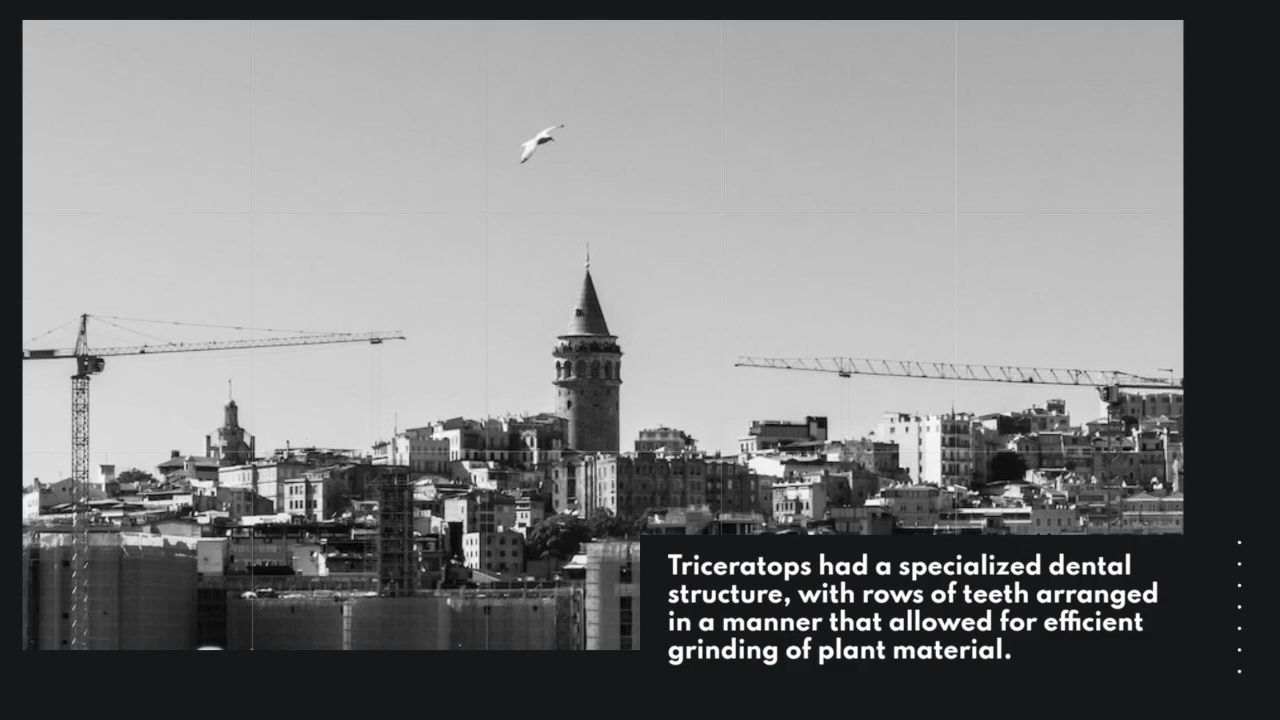 Triceratops had a specialized dental
structure, with rows of teeth arranged
in a manner that allowed for efficient
grinding of plant material.